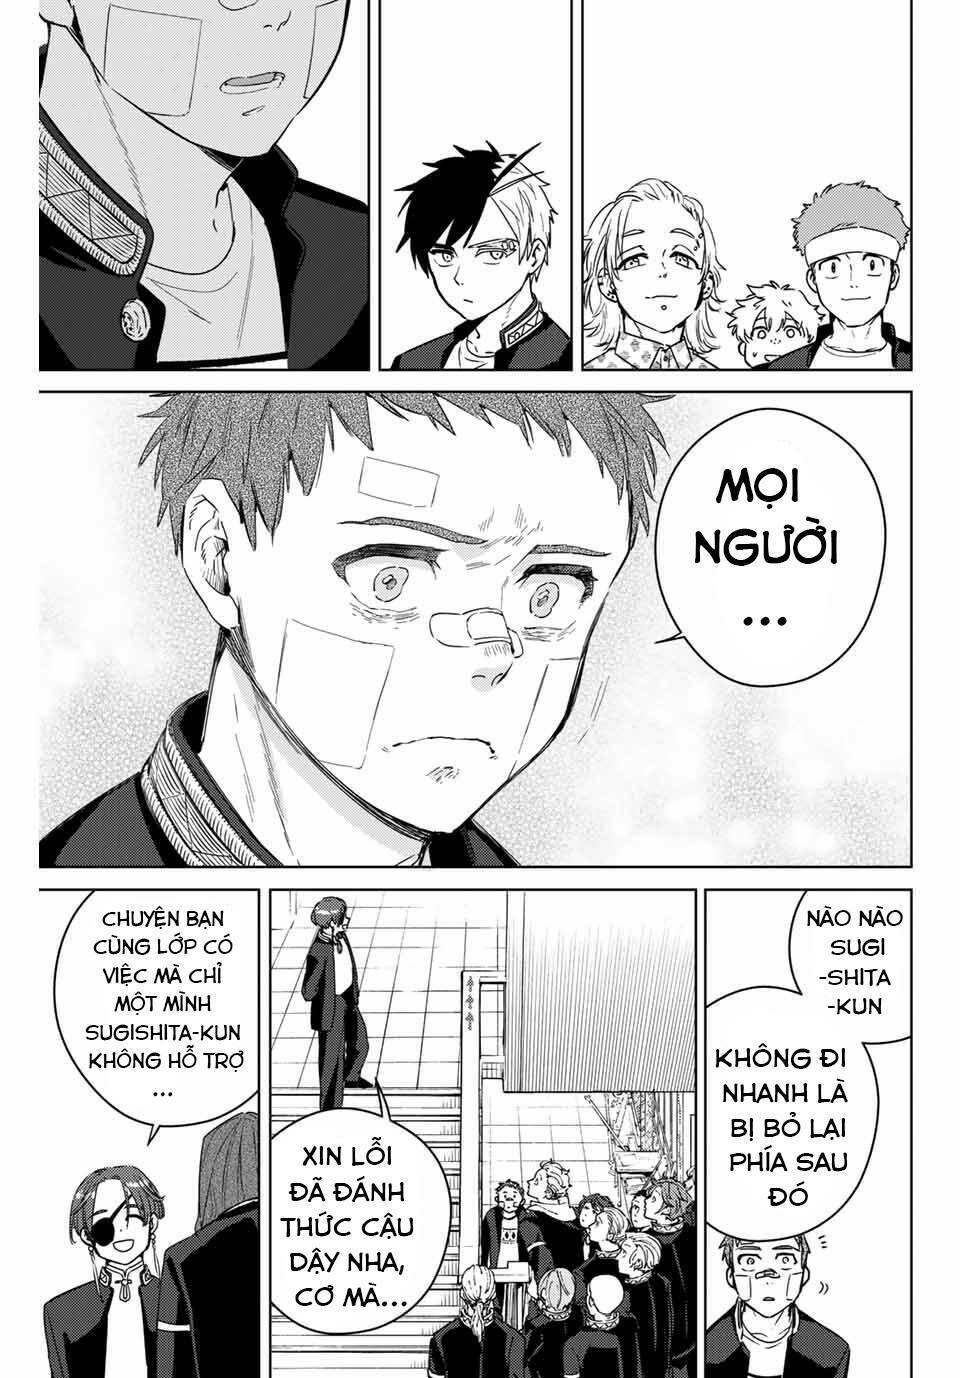 MỌI
NGƯỜI
...
NÀO NÀO
SUGI
-SHITA
-KUN
KHÔNG ĐI
NHANH LÀ
BỊ BỎ LẠI
PHÍA SAU
ĐÓ
XIN LỖI
ĐÃ ĐÁNH
THỨC CẬU
DẬY NHA,
CƠ MÀ...
CHUYỆN BẠN
CÙNG LỚP CÓ
VIỆC MÀ CHỈ
MỘT MÌNH
SUGISHITA-KUN
KHÔNG HỖ TRỢ
...